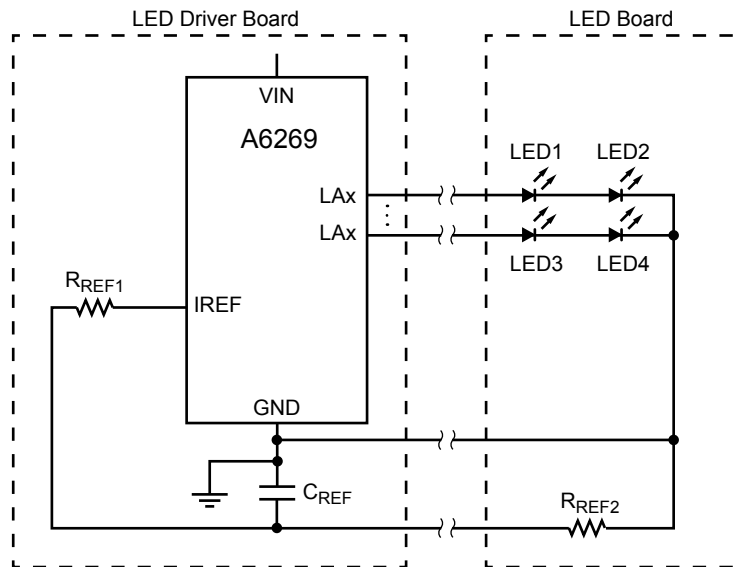 LED Driver Board
LED Board
VIN
A6269
LED1
LED2
LAx
LAx
LED3
LED4
RREF1
IREF
GND
CREF
RREF2